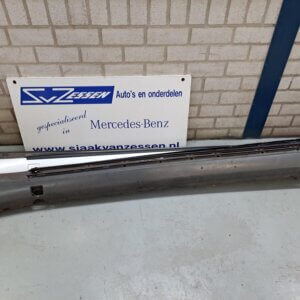 SVZESSEN
Auto's en onderdelen
gespecialiseerd
in
Mercedes-Benz
www.sjaakvanzessen.nl